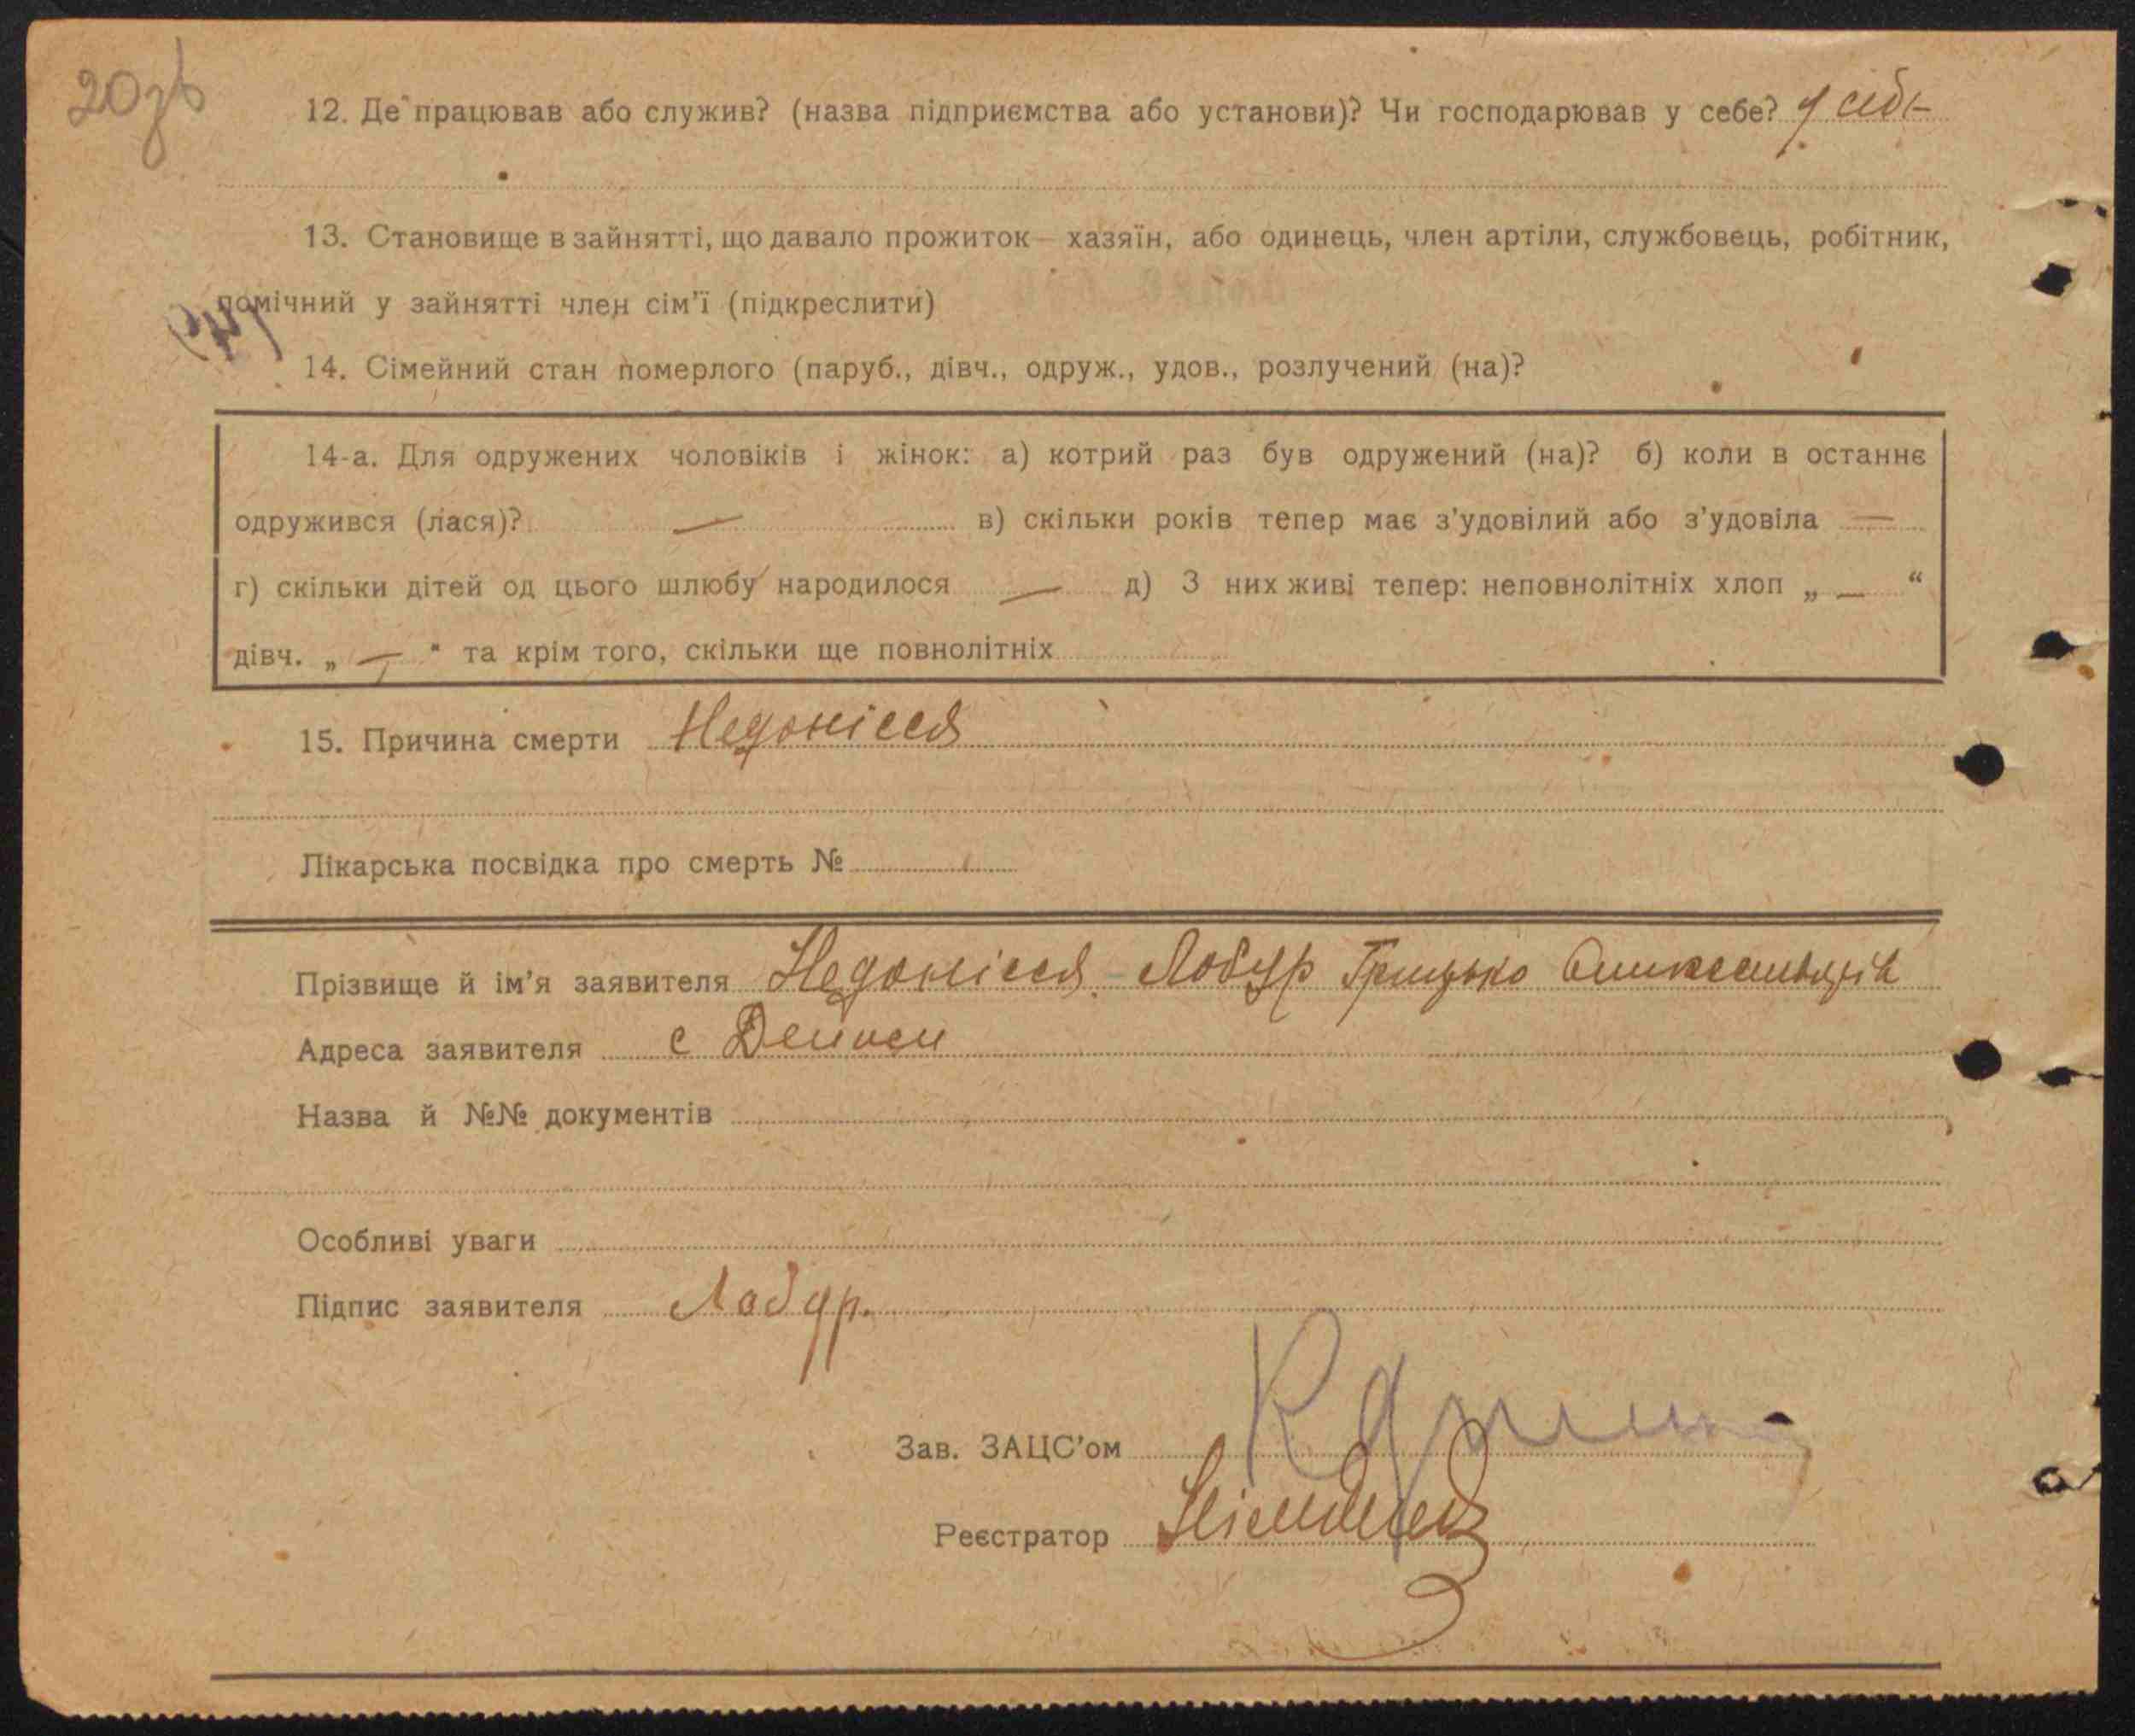 20зв
12. Де працював або служив? (назва підприємства або установи)? Чи господарював у себе? У себе
13. Становище в зайнятті, що давало прожиток — хазяїн, або одинець, член артіли, службовець, робітник,
помічний у зайнятті член сім'ї (підкреслити)
14. Сімейний стан померлого (паруб., дівч., одруж., удов., розлучений (на)?
14-а. Для одружених чоловіків і жінок: а) котрий раз був одружений (на)? б) коли в останнє
одружився (лася)? — в) скільки років тепер має з'удовілий або з'удовіла —
г) скільки дітей од цього шлюбу народилося — д) З них живі тепер: неповнолітніх хлоп „ — “
дівч. „ — “ та крім того, скільки ще повнолітніх
15. Причина смерти Недонісся
Лікарська посвідка про смерть №
Прізвище й ім'я заявителя Недонісся. Лобур Грицько
Адреса заявителя с
Назва й №№ документів
Особливі уваги
Підпис заявителя Лобур.
Зав. ЗАЦС'ом
Реєстратор